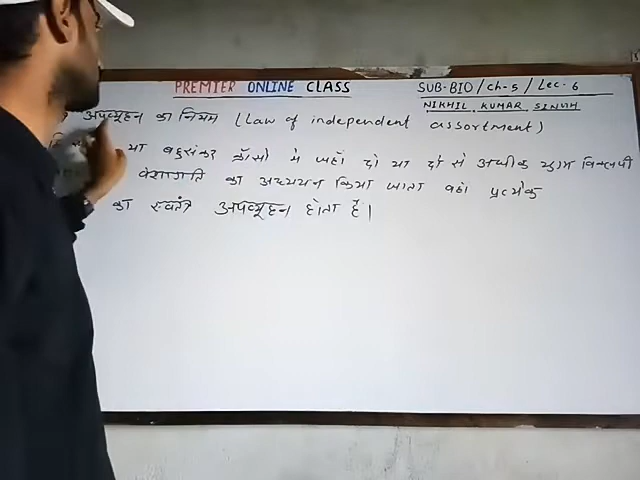 PREMIER ONLINE CLASS
SUB-BIO / Ch-5 / Lec-6
NIKHIL KUMAR SINGH
अपव्यूहन का नियम (Law of independent assortment)
या बहुसंकर क्रॉसो मे जहाँ दो या दो से अधीक युग्म विकल्पी
वंशागति का अध्ययन किया जाता वहां प्रत्येक
का स्वतंत्र अपव्यूहन होता है।